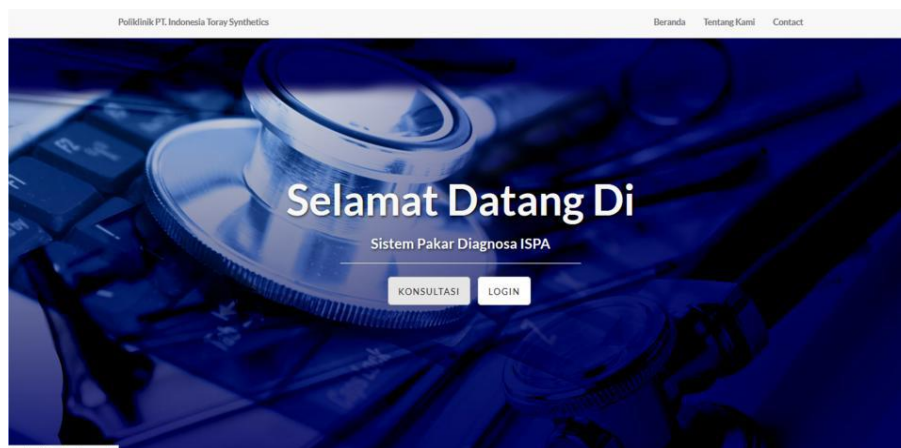 Poliklinik PT. Indonesia Toray Synthetics
Beranda Tentang Kami Contact
Selamat Datang Di
Sistem Pakar Diagnosa ISPA
KONSULTASI LOGIN